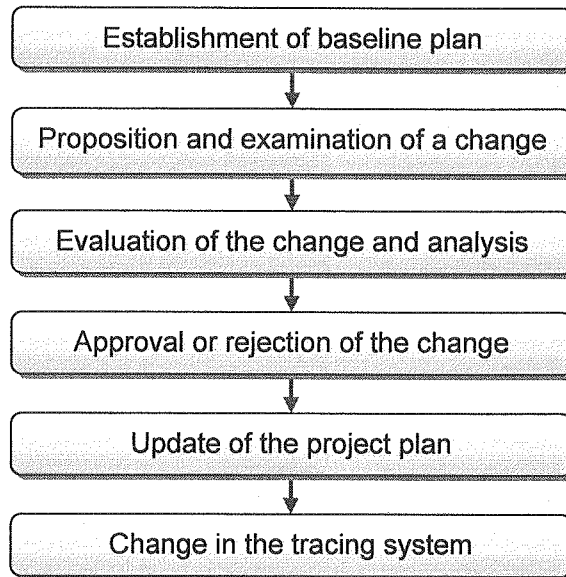 Establishment of baseline plan
Proposition and examination of a change
Evaluation of the change and analysis
Approval or rejection of the change
Update of the project plan
Change in the tracing system